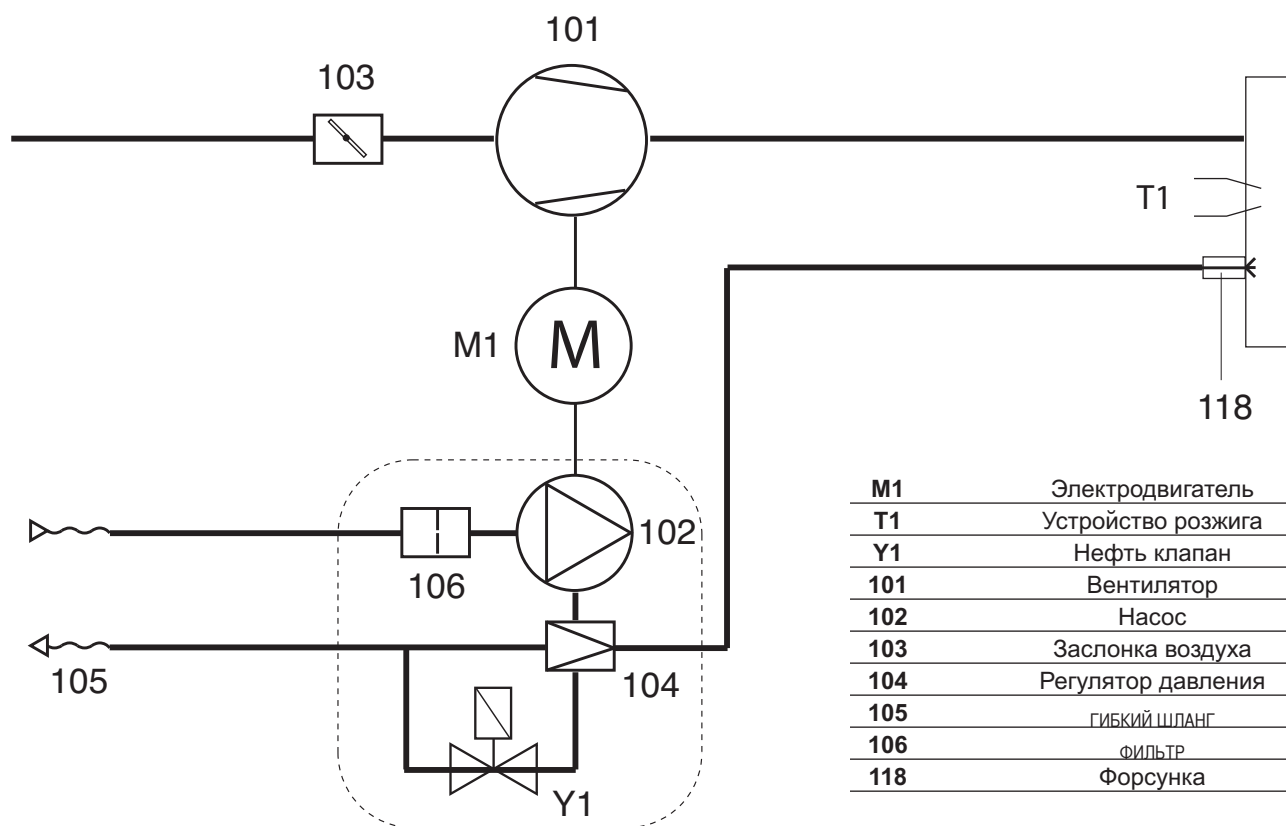 101
103
T1
M1
M
118
102
106
105
104
Y1
M1 Электродвигатель
T1 Устройство розжига
Y1 Нефть клапан
101 Вентилятор
102 Насос
103 Заслонка воздуха
104 Регулятор давления
105 ГИБКИЙ ШЛАНГ
106 ФИЛЬТР
118 Форсунка